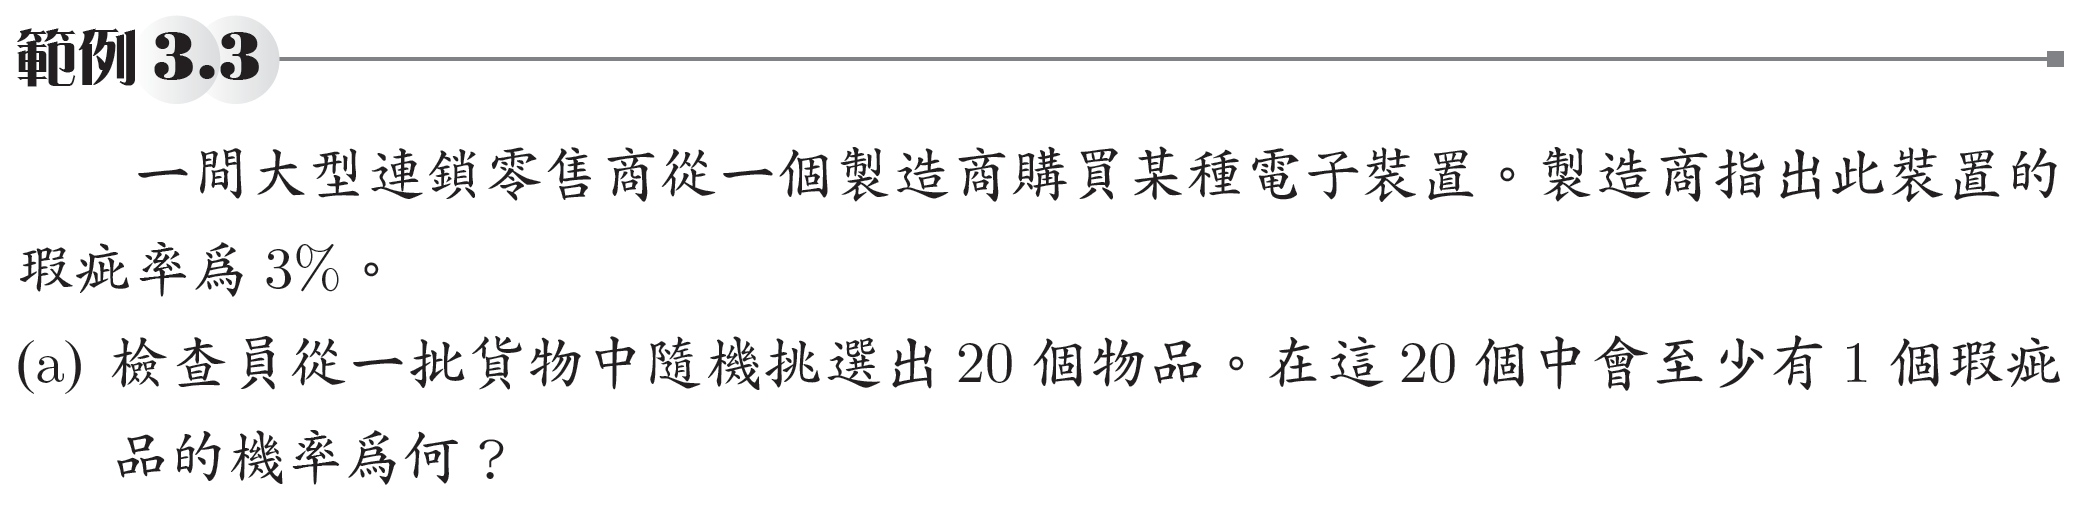 範例 3.3
一間大型連鎖零售商從一個製造商購買某種電子裝置。製造商指出此裝置的
瑕疵率爲 3%。
(a) 檢查員從一批貨物中隨機挑選出 20 個物品。在這 20 個中會至少有 1 個瑕疵
品的機率爲何？